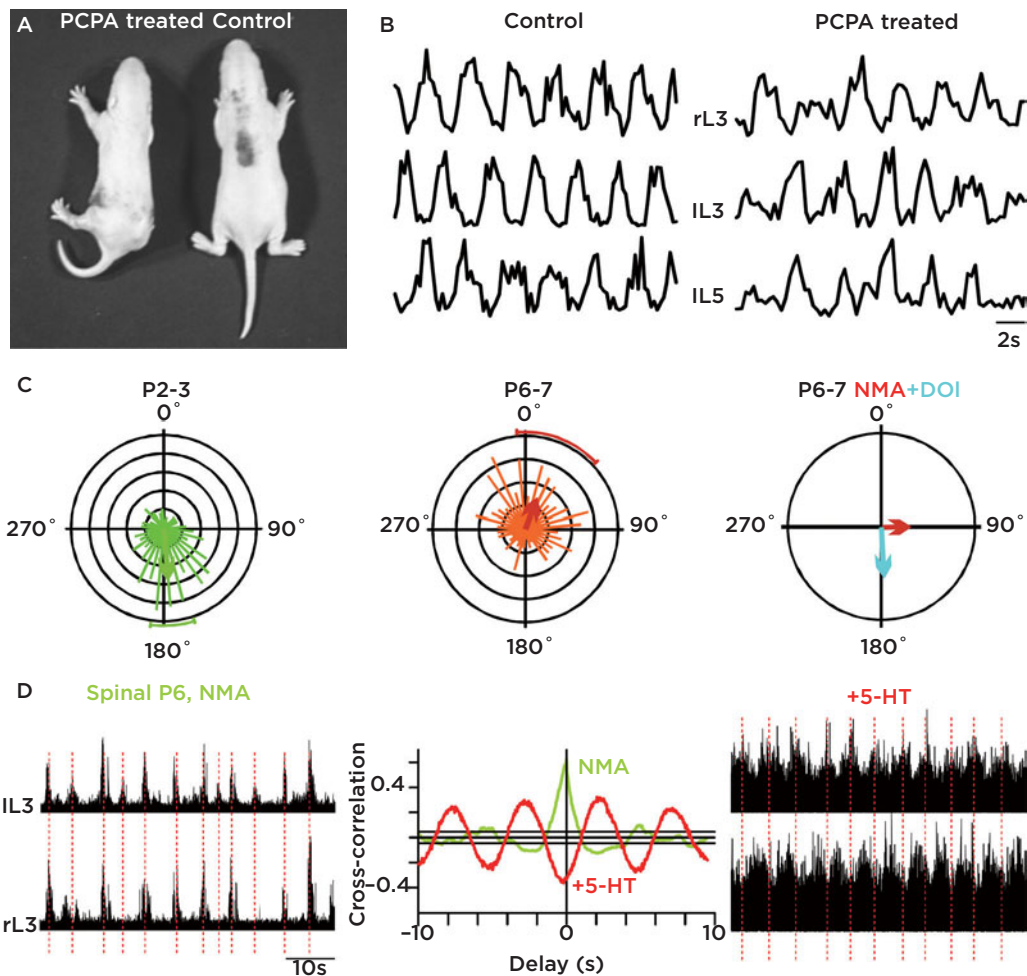 A PCPA treated Control
B Control PCPA treated
rL3
lL3
lL5
2s
C P2-3 P6-7 P6-7 NMA+DOI
0° 0° 0°
270° 90° 270° 90° 270° 90°
180° 180° 180°
D Spinal P6, NMA +5-HT
lL3
rL3
10s
Cross-correlation
0.4
−0.4
NMA
+5-HT
−10 0 10
Delay (s)